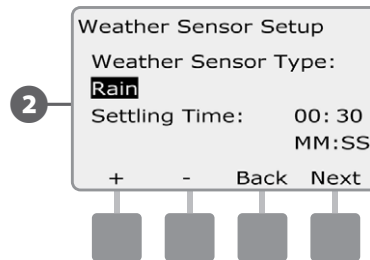 Weather Sensor Setup
Weather Sensor Type:
Rain
2
Settling Time: 00:30
MM:SS
+ - Back Next